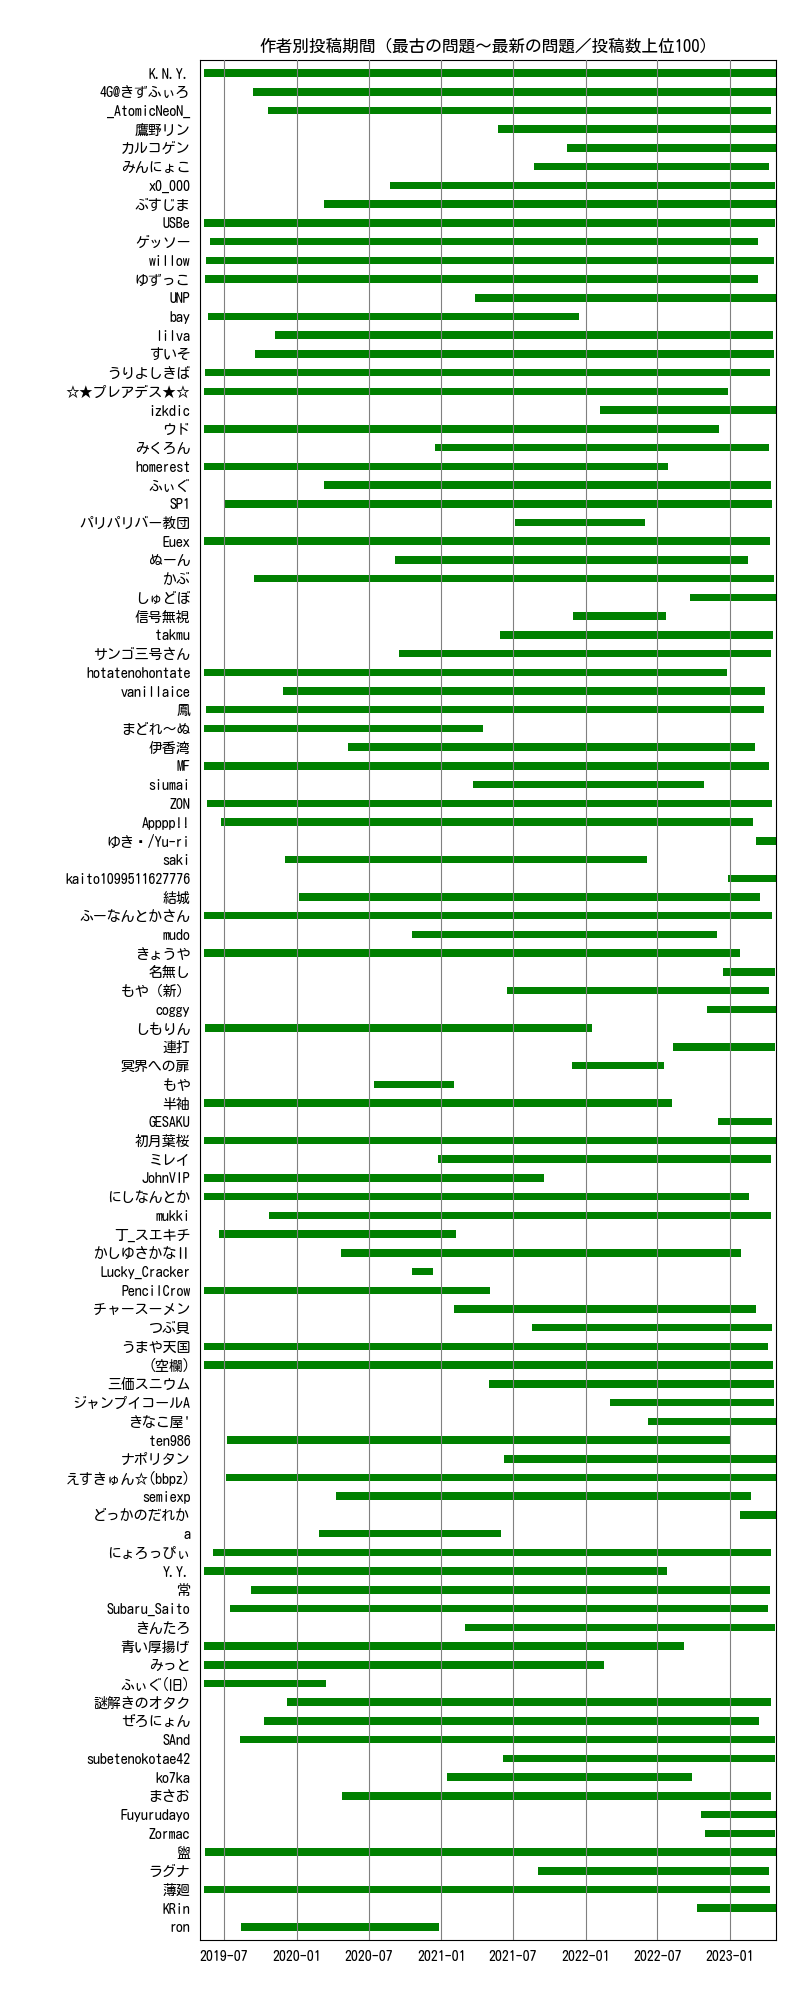 作者別投稿期間（最古の問題～最新の問題／投稿数上位100）
K.N.Y.
4G@きずふぃろ
_AtomicNeoN_
鷹野リン
カルコゲン
みんにょこ
x0_000
ぶすじま
USBe
ゲッソー
willow
ゆずっこ
UNP
bay
lilva
すいそ
うりよしきば
☆★プレアデス★☆
izkdic
ウド
みくろん
homerest
ふぃぐ
SP1
パリパリバー教団
Euex
ぬーん
かぶ
しゅどぼ
信号無視
takmu
サンゴ三号さん
hotatenohontate
vanillaice
鳳
まどれ～ぬ
伊香湾
MF
siumai
ZON
Appppll
ゆき・/Yu-ri
saki
kaito1099511627776
結城
ふーなんとかさん
mudo
きょうや
名無し
もや（新）
coggy
しもりん
連打
冥界への扉
もや
半袖
GESAKU
初月葉桜
ミレイ
JohnVIP
にしなんとか
mukki
丁_スエキチ
かしゆさかなⅡ
Lucky_Cracker
PencilCrow
チャースーメン
つぶ貝
うまや天国
(空欄)
三価スニウム
ジャンプイコールA
きなこ屋'
ten986
ナポリタン
えすきゅん☆(bbpz)
semiexp
どっかのだれか
a
にょろっぴぃ
Y.Y.
常
Subaru_Saito
きんたろ
青い厚揚げ
みっと
ふぃぐ(旧)
謎解きのオタク
ぜろにょん
SAnd
subetenokotae42
ko7ka
まさお
Fuyurudayo
Zormac
盥
ラグナ
薄廻
KRin
ron
2019-07 2020-01 2020-07 2021-01 2021-07 2022-01 2022-07 2023-01